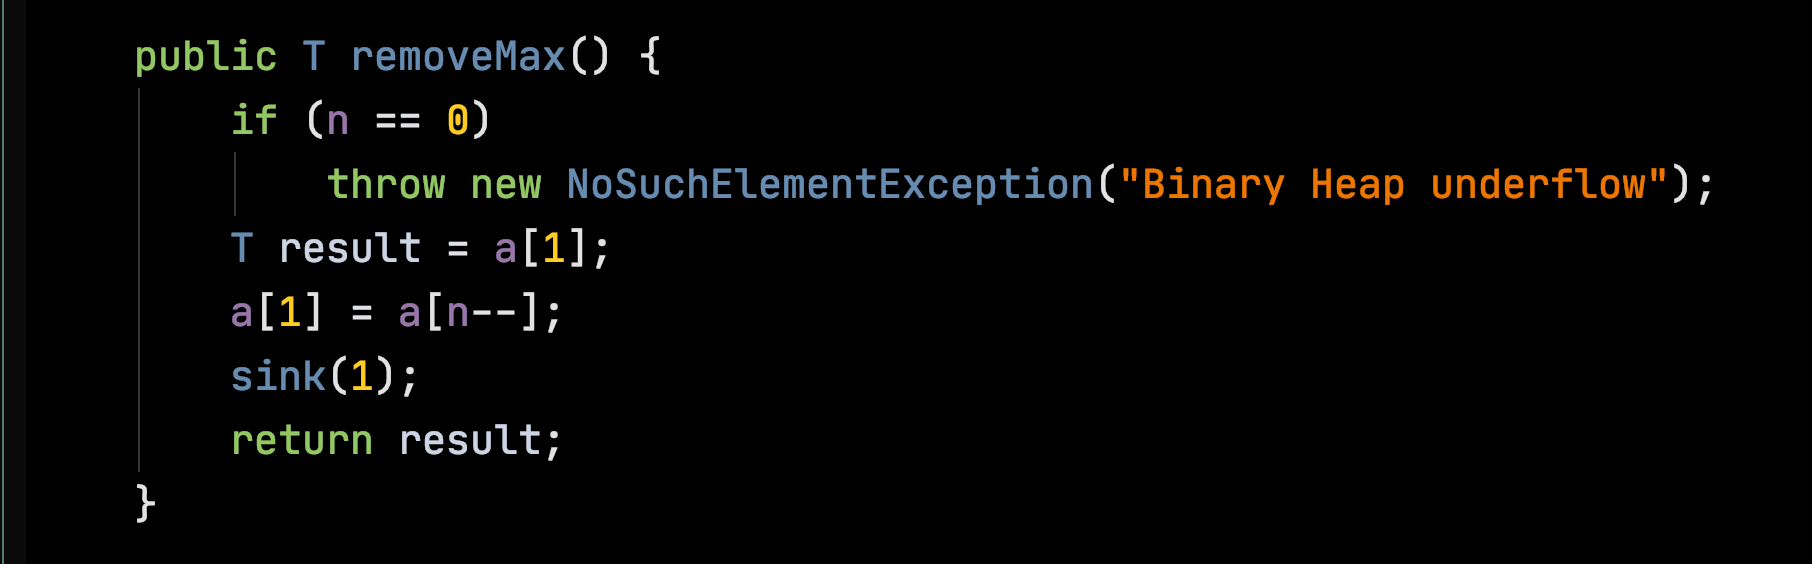 public T removeMax() {
if (n == 0)
throw new NoSuchElementException("Binary Heap underflow");
T result = a[1];
a[1] = a[n--];
sink(1);
return result;
}